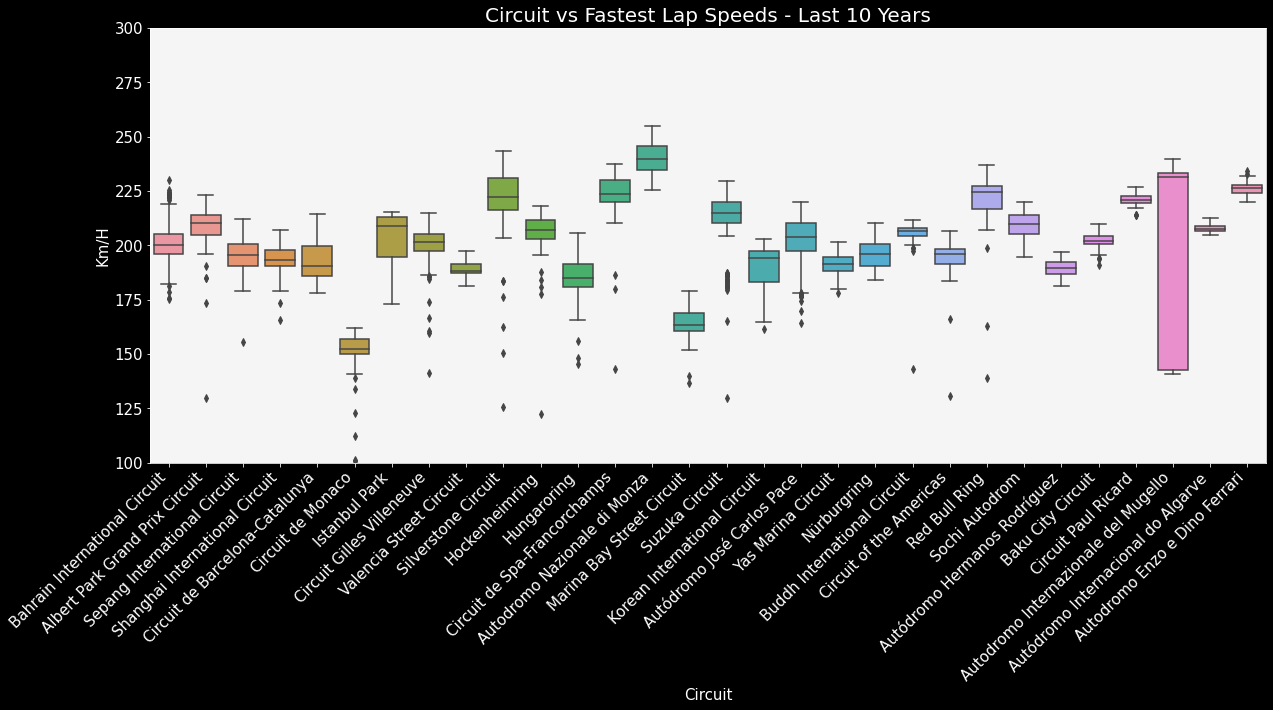 Circuit vs Fastest Lap Speeds - Last 10 Years
300
275
250
225
200
175
150
125
100
Km/H
Bahrain International Circuit
Albert Park Grand Prix Circuit
Sepang International Circuit
Shanghai International Circuit
Circuit de Barcelona-Catalunya
Circuit de Monaco
Istanbul Park
Circuit Gilles Villeneuve
Valencia Street Circuit
Silverstone Circuit
Hockenheimring
Hungaroring
Circuit de Spa-Francorchamps
Autodromo Nazionale di Monza
Marina Bay Street Circuit
Suzuka Circuit
Korean International Circuit
Autódromo José Carlos Pace
Yas Marina Circuit
Nürburgring
Buddh International Circuit
Circuit of the Americas
Red Bull Ring
Sochi Autodrom
Autódromo Hermanos Rodríguez
Baku City Circuit
Circuit Paul Ricard
Autodromo Internazionale del Mugello
Autódromo Internacional do Algarve
Autodromo Enzo e Dino Ferrari
Circuit